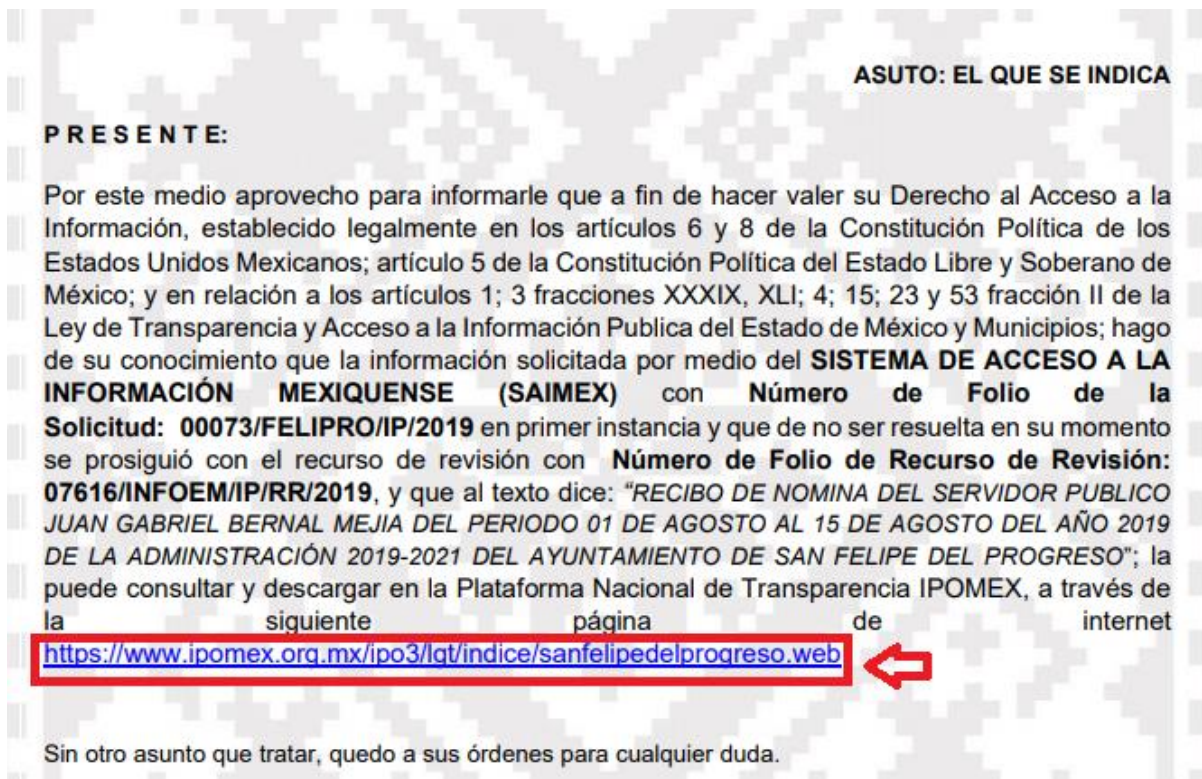 ASUTO: EL QUE SE INDICA
P R E S E N T E:
Por este medio aprovecho para informarle que a fin de hacer valer su Derecho al Acceso a la
Información, establecido legalmente en los artículos 6 y 8 de la Constitución Política de los
Estados Unidos Mexicanos; artículo 5 de la Constitución Política del Estado Libre y Soberano de
México; y en relación a los artículos 1; 3 fracciones XXXIX, XLI; 4; 15; 23 y 53 fracción II de la
Ley de Transparencia y Acceso a la Información Publica del Estado de México y Municipios; hago
de su conocimiento que la información solicitada por medio del SISTEMA DE ACCESO A LA
INFORMACIÓN MEXIQUENSE (SAIMEX) con Número de Folio de la
Solicitud: 00073/FELIPRO/IP/2019 en primer instancia y que de no ser resuelta en su momento
se prosiguió con el recurso de revisión con Número de Folio de Recurso de Revisión:
07616/INFOEM/IP/RR/2019, y que al texto dice: “RECIBO DE NOMINA DEL SERVIDOR PUBLICO
JUAN GABRIEL BERNAL MEJIA DEL PERIODO 01 DE AGOSTO AL 15 DE AGOSTO DEL AÑO 2019
DE LA ADMINISTRACIÓN 2019-2021 DEL AYUNTAMIENTO DE SAN FELIPE DEL PROGRESO”; la
puede consultar y descargar en la Plataforma Nacional de Transparencia IPOMEX, a través de
la siguiente página de internet
https://www.ipomex.org.mx/ipo3/lgt/indice/sanfelipedelprogreso.web
Sin otro asunto que tratar, quedo a sus órdenes para cualquier duda.